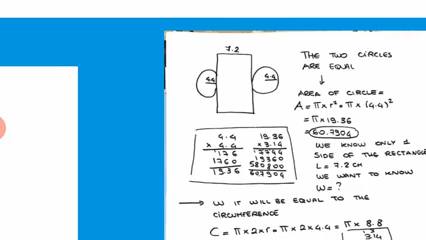 7.2
4.4
4.4
THE TWO CIRCLES
ARE EQUAL
↓
AREA OF CIRCLE =
A = π × r² = π × (4.4)²
= π × 19.36
= 60.7904
4.4
× 4.4
176
1760
19.36
19.36
× 3.14
7744
19360
580800
607904
WE KNOW ONLY 1
SIDE OF THE RECTANGLE
L = 7.2 CM
WE WANT TO KNOW
W = ?
→ W IT WILL BE EQUAL TO THE
CIRCUMFERENCE
C = π × 2 × r = π × 2 × 4.4 = π × 8.8
3.14